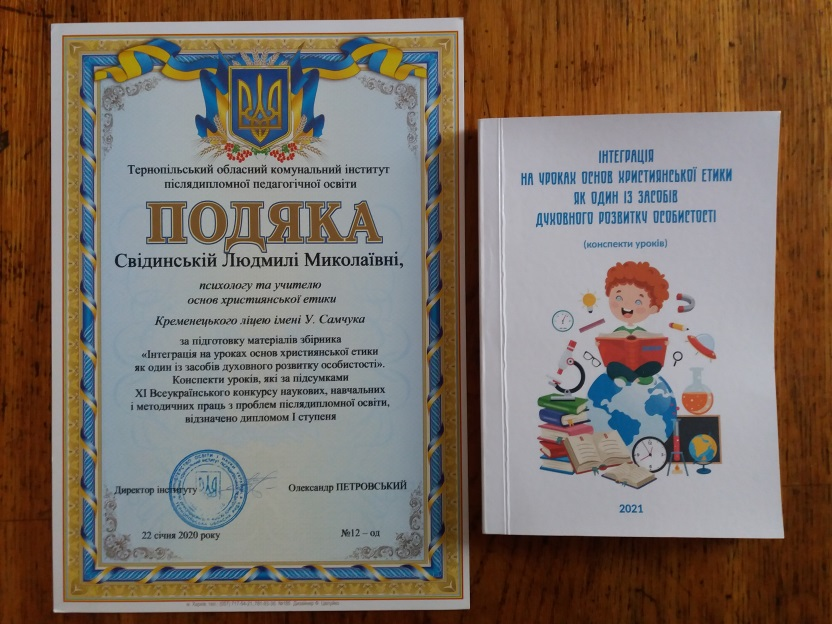 Тернопільський обласний комунальний інститут
післядипломної педагогічної освіти
ПОДЯКА
Свідинській Людмилі Миколаївні,
психологу та учителю
основ християнської етики
Кременецького ліцею імені У. Самчука
за підготовку матеріалів збірника
«Інтеграція на уроках основ християнської етики
як один із засобів духовного розвитку особистості».
Конспекти уроків, які за підсумками
XI Всеукраїнського конкурсу наукових, навчальних
і методичних праць з проблем післядипломної освіти,
відзначено дипломом I ступеня
Директор інституту
Олександр ПЕТРОВСЬКИЙ
22 січня 2020 року
№12 – од
ІНТЕГРАЦІЯ
НА УРОКАХ ОСНОВ ХРИСТИЯНСЬКОЇ ЕТИКИ
ЯК ОДИН ІЗ ЗАСОБІВ
ДУХОВНОГО РОЗВИТКУ ОСОБИСТОСТІ
(конспекти уроків)
2021